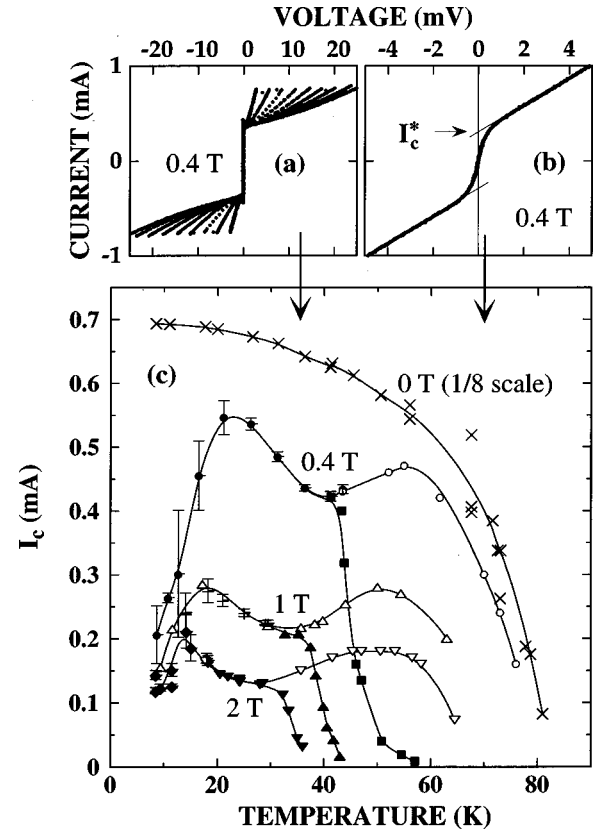 VOLTAGE (mV)
-20 -10 0 10 20
-4 -2 0 2 4
CURRENT (mA)
1
0
-1
0.4 T
(a)
I_c^*
(b)
0.4 T
(c)
0 T (1/8 scale)
0.4 T
1 T
2 T
I_c (mA)
0.7
0.6
0.5
0.4
0.3
0.2
0.1
0
0 10 20 30 40 50 60 70 80 90
TEMPERATURE (K)